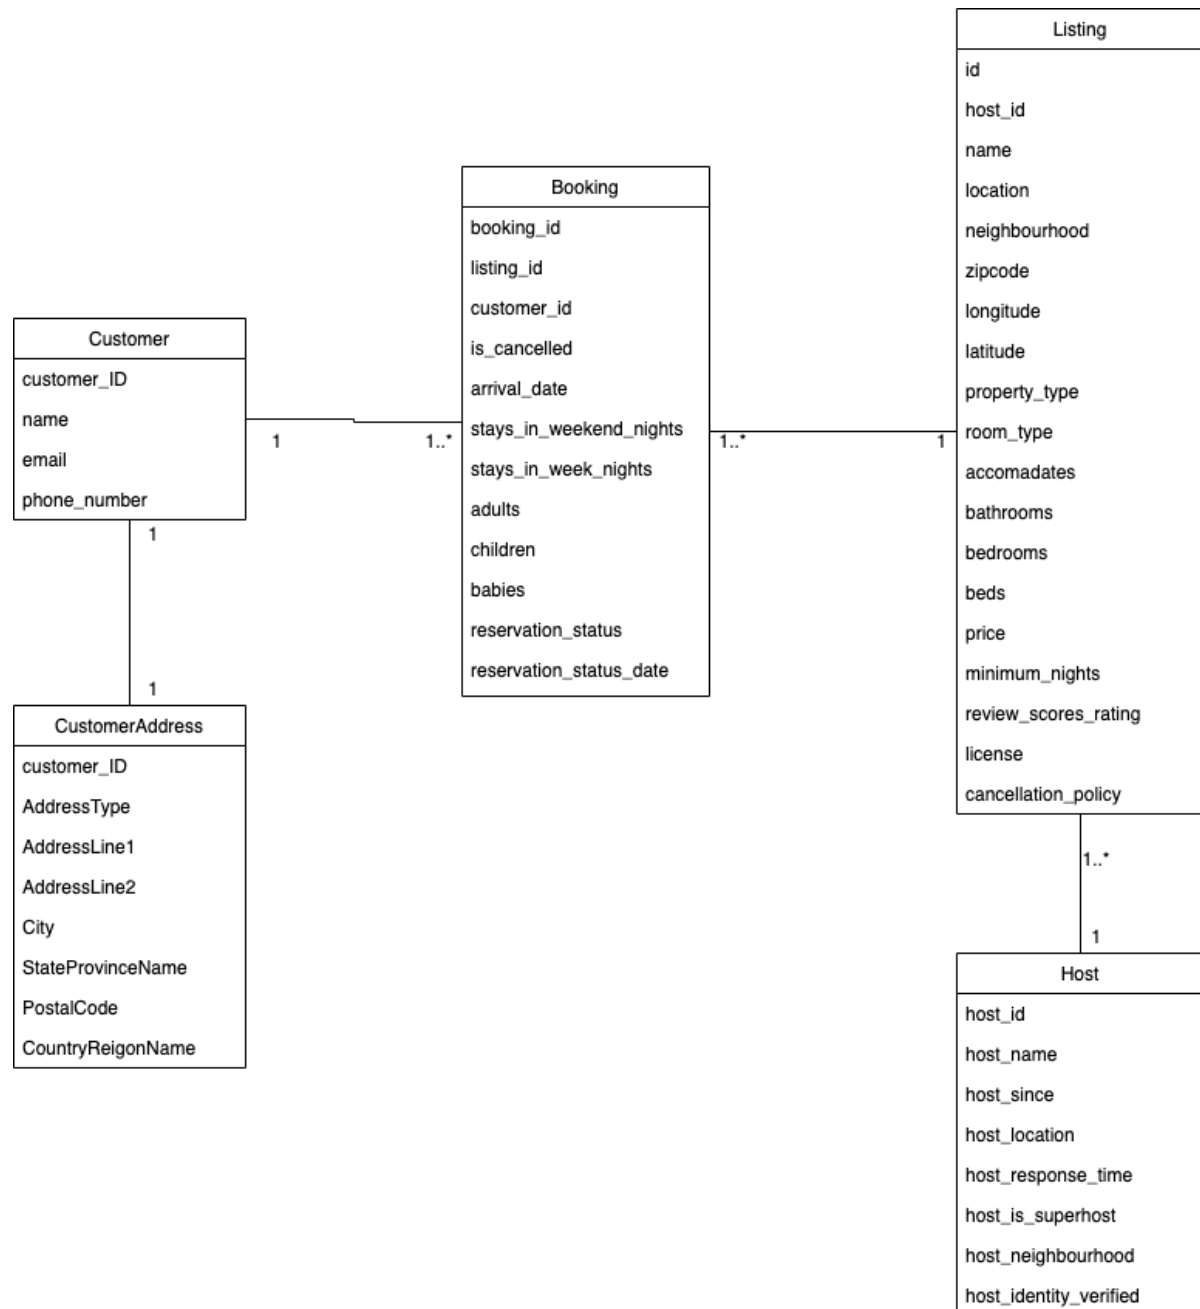 Listing
id
host_id
name
location
neighbourhood
zipcode
longitude
latitude
property_type
room_type
accomadates
bathrooms
bedrooms
beds
price
minimum_nights
review_scores_rating
license
cancellation_policy
Booking
booking_id
listing_id
customer_id
is_cancelled
arrival_date
stays_in_weekend_nights
stays_in_week_nights
adults
children
babies
reservation_status
reservation_status_date
Customer
customer_ID
name
email
phone_number
1
1..*
1..*
1
1
1
CustomerAddress
customer_ID
AddressType
AddressLine1
AddressLine2
City
StateProvinceName
PostalCode
CountryReigonName
1..*
1
Host
host_id
host_name
host_since
host_location
host_response_time
host_is_superhost
host_neighbourhood
host_identity_verified